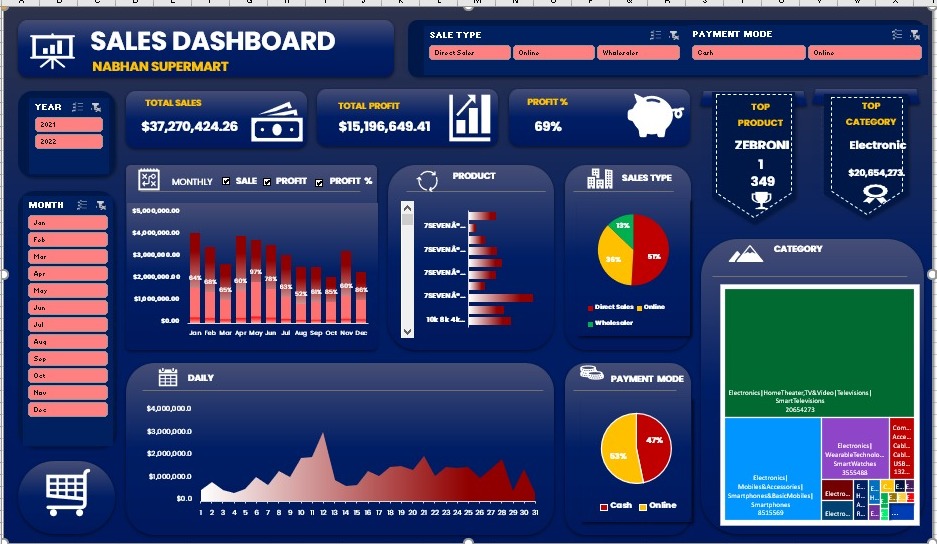 SALES DASHBOARD
NABHAN SUPERMART
SALE TYPE
Direct Sales
Online
Wholesaler
PAYMENT MODE
Cash
Online
YEAR
2021
2022
TOTAL SALES
$37,270,424.26
TOTAL PROFIT
$15,196,649.41
PROFIT %
69%
TOP
PRODUCT
ZEBRONI
1
349
TOP
CATEGORY
Electronic
$20,654,273.
MONTH
Jan
Feb
Mar
Apr
May
Jun
Jul
Aug
Sep
Oct
Nov
Dec
MONTHLY SALE PROFIT PROFIT %
$5,000,000.00
$4,000,000.00
$3,000,000.00
$2,000,000.00
$1,000,000.00
$0.00
64% 68% 65% 60% 97% 78% 63% 52% 61% 85% 68% 86%
Jan Feb Mar Apr May Jun Jul Aug Sep Oct Nov Dec
PRODUCT
7SEVENÂ®...
7SEVENÂ®...
7SEVENÂ®...
7SEVENÂ®...
10k 8k 4k...
SALES TYPE
13%
36%
51%
Direct Sales Online
Wholesaler
CATEGORY
Electronics|HomeTheater,TV&Video|Televisions|
SmartTelevisions
20654273
Electronics|
Mobiles&Accessories|
Smartphones&BasicMobiles|
Smartphones
8515569
Electronics|
WearableTechnolo...
SmartWatches
3555488
Com...
Acce...
Cabl...
Cabl...
USB...
132...
Electro...
Electro...
E...
H...
A...
R...
DAILY
$4,000,000.0
$3,000,000.0
$2,000,000.0
$1,000,000.0
$0.0
1 2 3 4 5 6 7 8 9 10 11 12 13 14 15 16 17 18 19 20 21 22 23 24 25 26 27 28 29 30 31
PAYMENT MODE
47%
53%
Cash Online